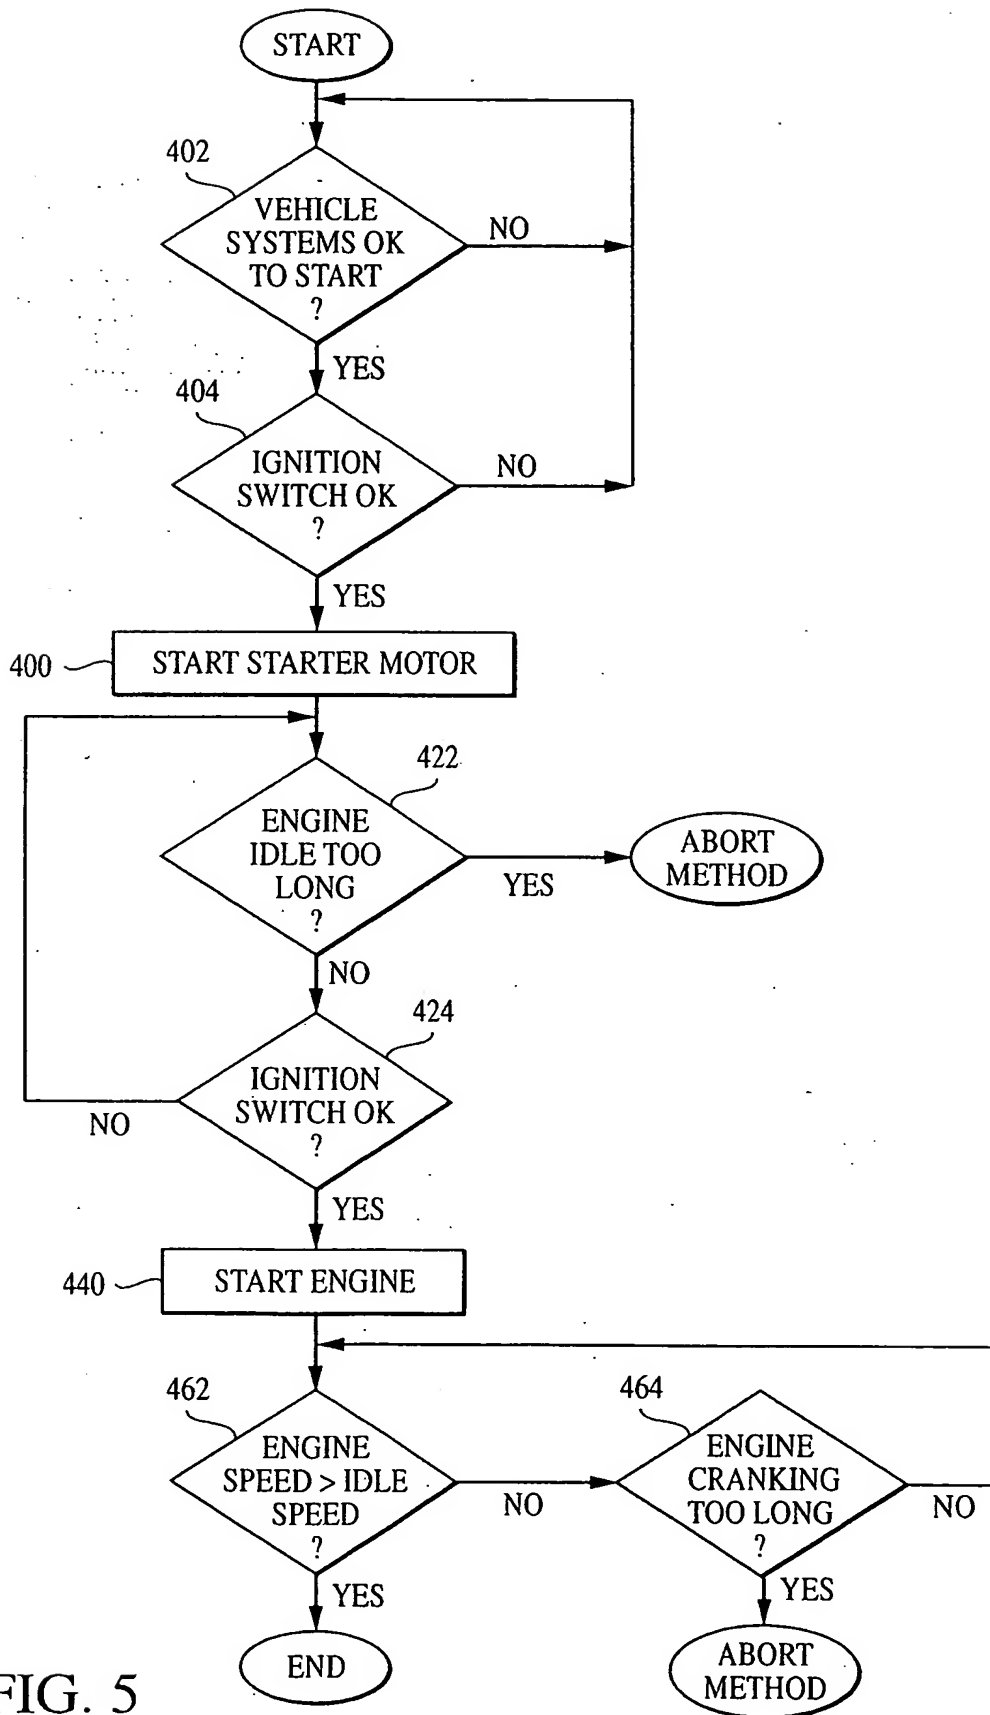 START
402
VEHICLE
SYSTEMS OK
TO START
?
NO
YES
404
IGNITION
SWITCH OK
?
NO
YES
400
START STARTER MOTOR
422
ENGINE
IDLE TOO
LONG
?
YES
ABORT
METHOD
NO
424
IGNITION
SWITCH OK
?
NO
YES
440
START ENGINE
462
ENGINE
SPEED > IDLE
SPEED
?
NO
464
ENGINE
CRANKING
TOO LONG
?
NO
YES
YES
END
ABORT
METHOD
FIG. 5